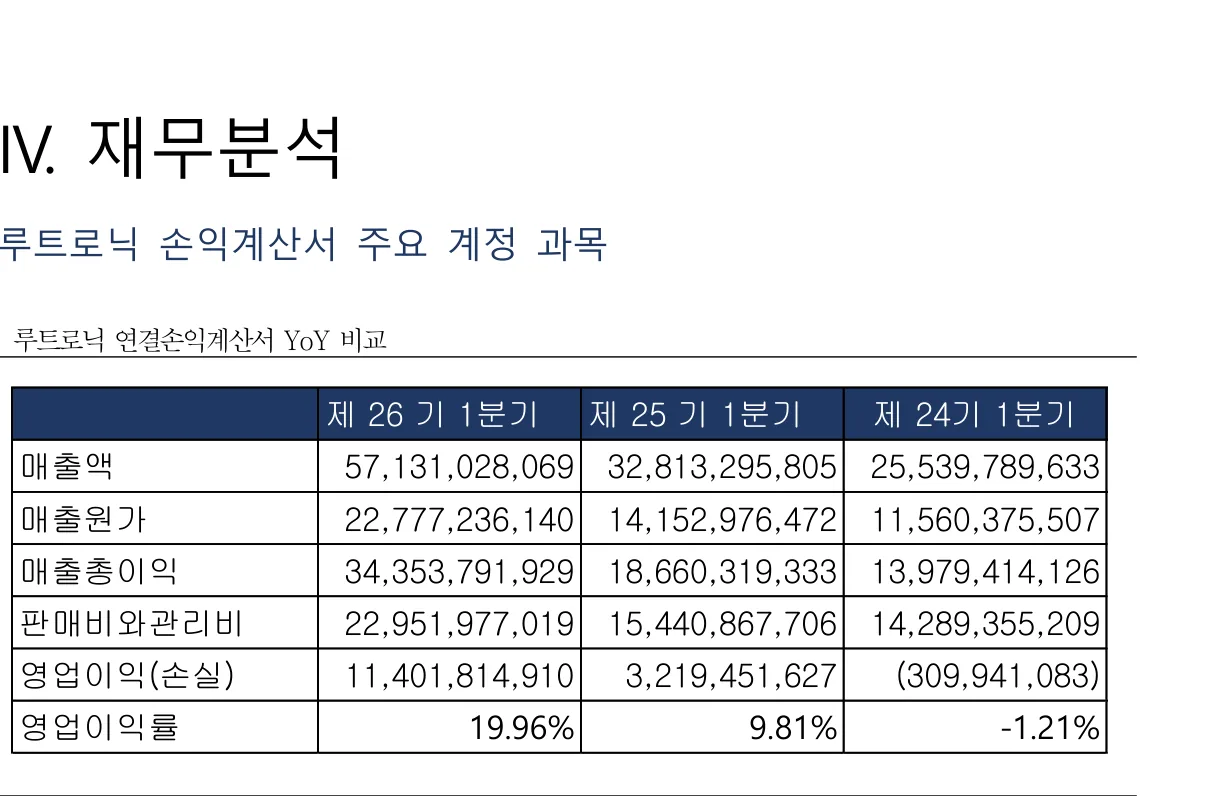 IV. 재무분석
루트로닉 손익계산서 주요 계정 과목
루트로닉 연결손익계산서 YoY 비교
제 26 기 1분기 제 25 기 1분기 제 24기 1분기
매출액 57,131,028,069 32,813,295,805 25,539,789,633
매출원가 22,777,236,140 14,152,976,472 11,560,375,507
매출총이익 34,353,791,929 18,660,319,333 13,979,414,126
판매비와관리비 22,951,977,019 15,440,867,706 14,289,355,209
영업이익(손실) 11,401,814,910 3,219,451,627 (309,941,083)
영업이익률 19.96% 9.81% -1.21%